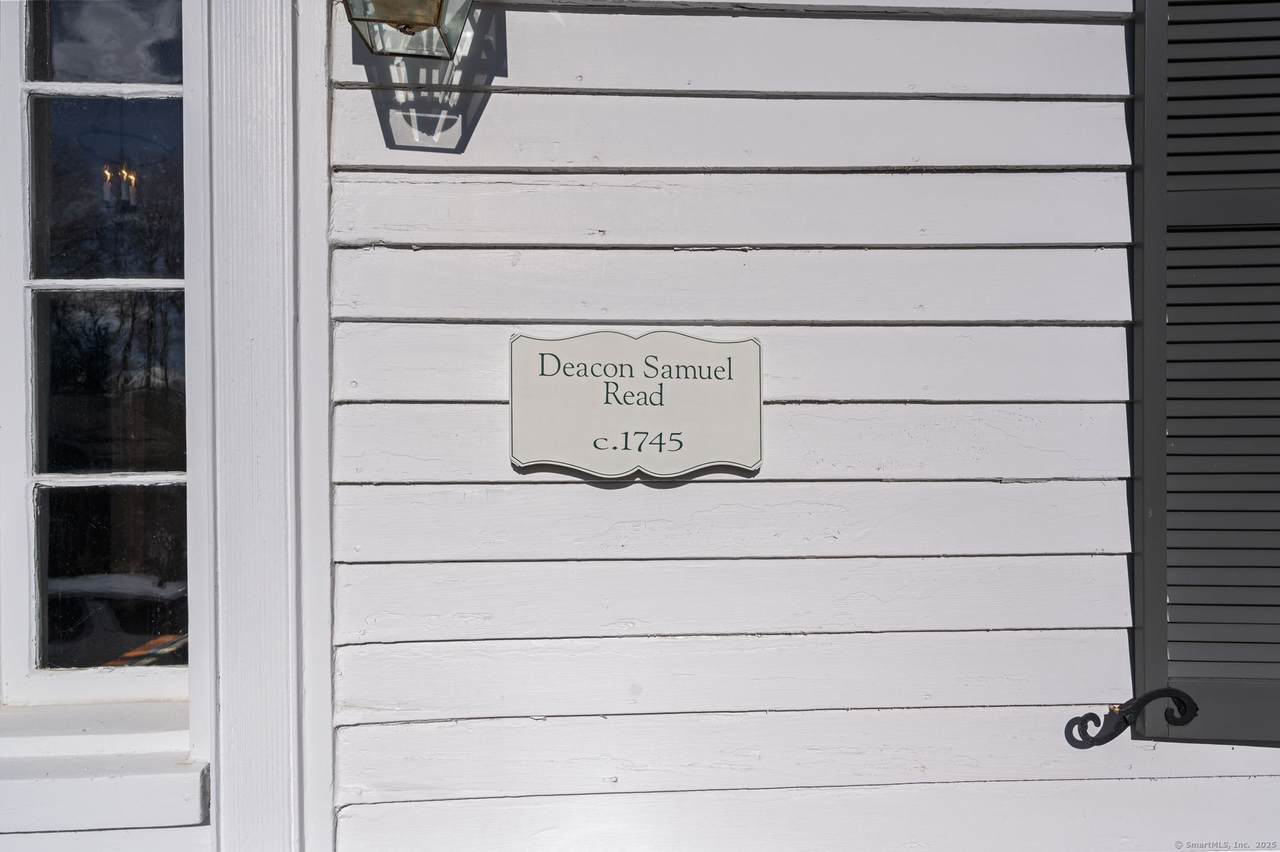 Deacon Samuel
Read
c.1745
© SmartMLS, Inc. 2025